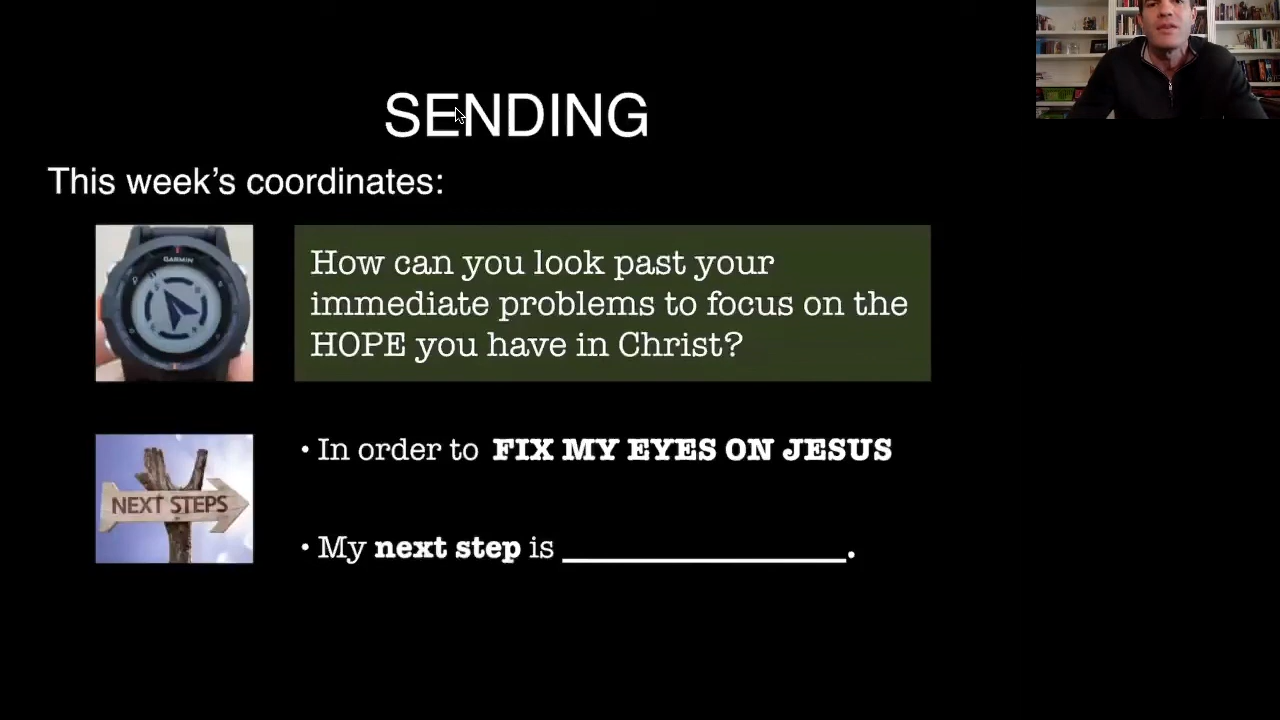 SENDING
This week's coordinates:
GARMIN
How can you look past your
immediate problems to focus on the
HOPE you have in Christ?
NEXT STEPS
• In order to FIX MY EYES ON JESUS
• My next step is ____________.